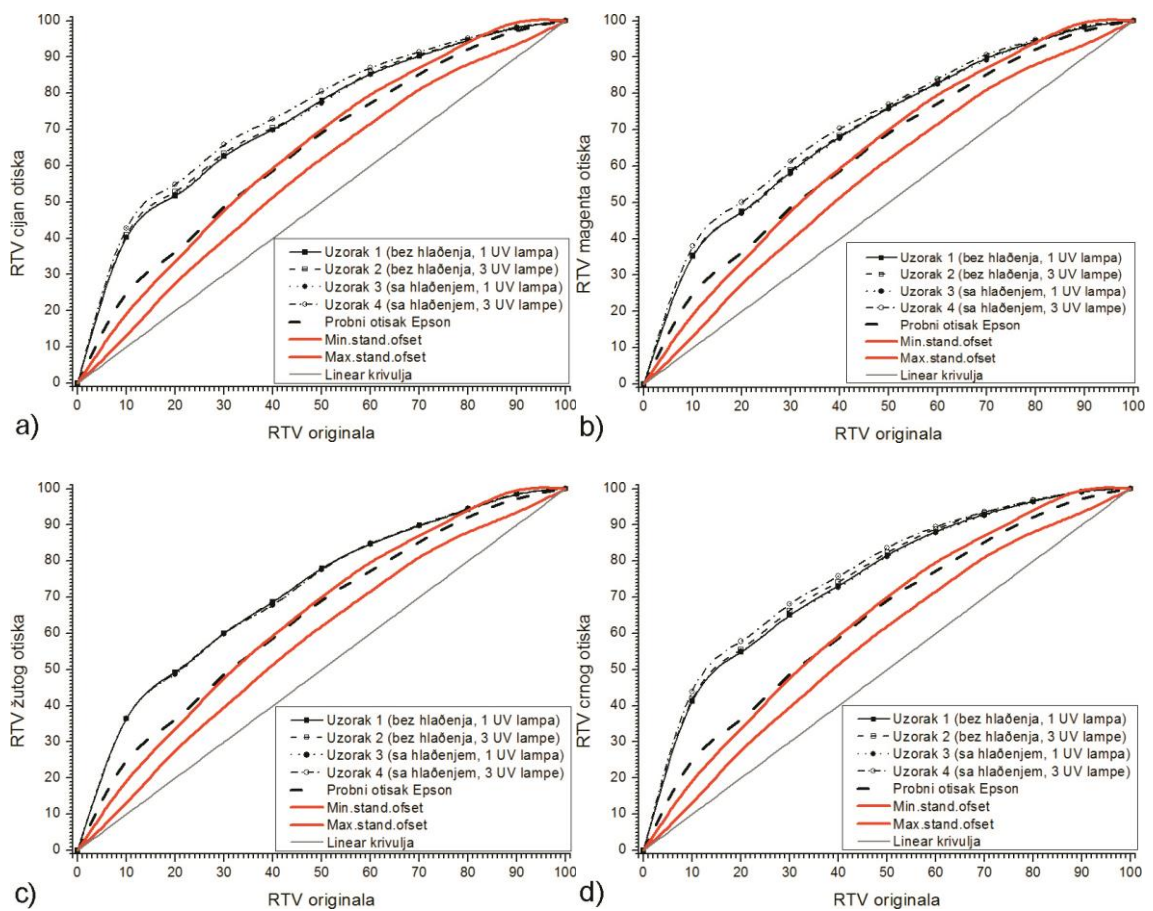 100
90
80
70
60
50
40
30
20
10
0
RTV cijan otiska
Uzorak 1 (bez hlađenja, 1 UV lampa)
Uzorak 2 (bez hlađenja, 3 UV lampe)
Uzorak 3 (sa hlađenjem, 1 UV lampa)
Uzorak 4 (sa hlađenjem, 3 UV lampe)
Probni otisak Epson
Min.stand.ofset
Max.stand.ofset
Linear krivulja
0 10 20 30 40 50 60 70 80 90 100
RTV originala
a)
100
90
80
70
60
50
40
30
20
10
0
RTV magenta otiska
Uzorak 1 (bez hlađenja, 1 UV lampa)
Uzorak 2 (bez hlađenja, 3 UV lampe)
Uzorak 3 (sa hlađenjem, 1 UV lampa)
Uzorak 4 (sa hlađenjem, 3 UV lampe)
Probni otisak Epson
Min.stand.ofset
Max.stand.ofset
Linear krivulja
0 10 20 30 40 50 60 70 80 90 100
RTV originala
b)
100
90
80
70
60
50
40
30
20
10
0
RTV žutog otiska
Uzorak 1 (bez hlađenja, 1 UV lampa)
Uzorak 2 (bez hlađenja, 3 UV lampe)
Uzorak 3 (sa hlađenjem, 1 UV lampa)
Uzorak 4 (sa hlađenjem, 3 UV lampe)
Probni otisak Epson
Min.stand.ofset
Max.stand.ofset
Linear krivulja
0 10 20 30 40 50 60 70 80 90 100
RTV originala
c)
100
90
80
70
60
50
40
30
20
10
0
RTV crnog otiska
Uzorak 1 (bez hlađenja, 1 UV lampa)
Uzorak 2 (bez hlađenja, 3 UV lampe)
Uzorak 3 (sa hlađenjem, 1 UV lampa)
Uzorak 4 (sa hlađenjem, 3 UV lampe)
Probni otisak Epson
Min.stand.ofset
Max.stand.ofset
Linear krivulja
0 10 20 30 40 50 60 70 80 90 100
RTV originala
d)